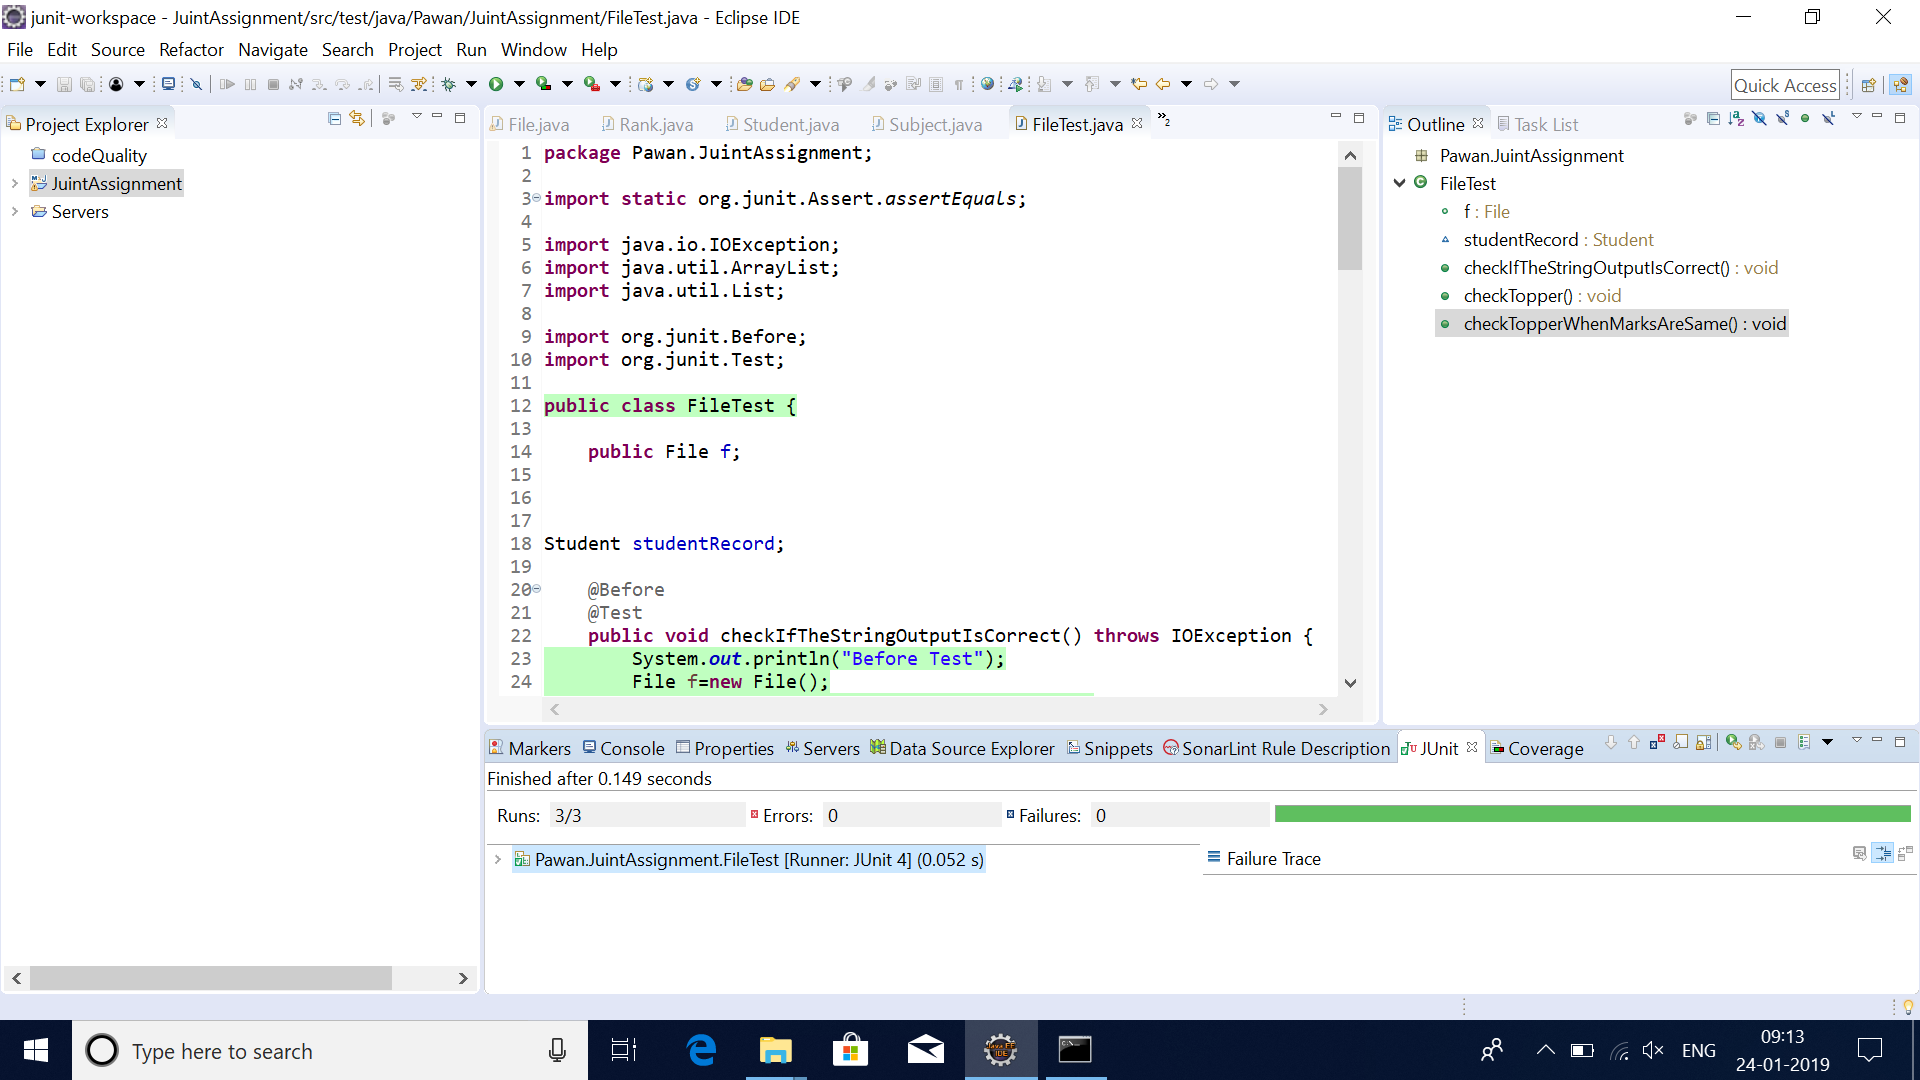 junit-workspace - JuintAssignment/src/test/java/Pawan/JuintAssignment/FileTest.java - Eclipse IDE
File Edit Source Refactor Navigate Search Project Run Window Help
Quick Access
Project Explorer
codeQuality
JuintAssignment
Servers
File.java Rank.java Student.java Subject.java FileTest.java »2
1 package Pawan.JuintAssignment;
2
3 import static org.junit.Assert.assertEquals;
4
5 import java.io.IOException;
6 import java.util.ArrayList;
7 import java.util.List;
8
9 import org.junit.Before;
10 import org.junit.Test;
11
12 public class FileTest {
13
14 public File f;
15
16
17
18 Student studentRecord;
19
20 @Before
21 @Test
22 public void checkIfTheStringOutputIsCorrect() throws IOException {
23 System.out.println("Before Test");
24 File f=new File();
Outline Task List
Pawan.JuintAssignment
FileTest
f : File
studentRecord : Student
checkIfTheStringOutputIsCorrect() : void
checkTopper() : void
checkTopperWhenMarksAreSame() : void
Markers Console Properties Servers Data Source Explorer Snippets SonarLint Rule Description JUnit Coverage
Finished after 0.149 seconds
Runs: 3/3 Errors: 0 Failures: 0
Pawan.JuintAssignment.FileTest [Runner: JUnit 4] (0.052 s)
Failure Trace
Type here to search
ENG
09:13
24-01-2019